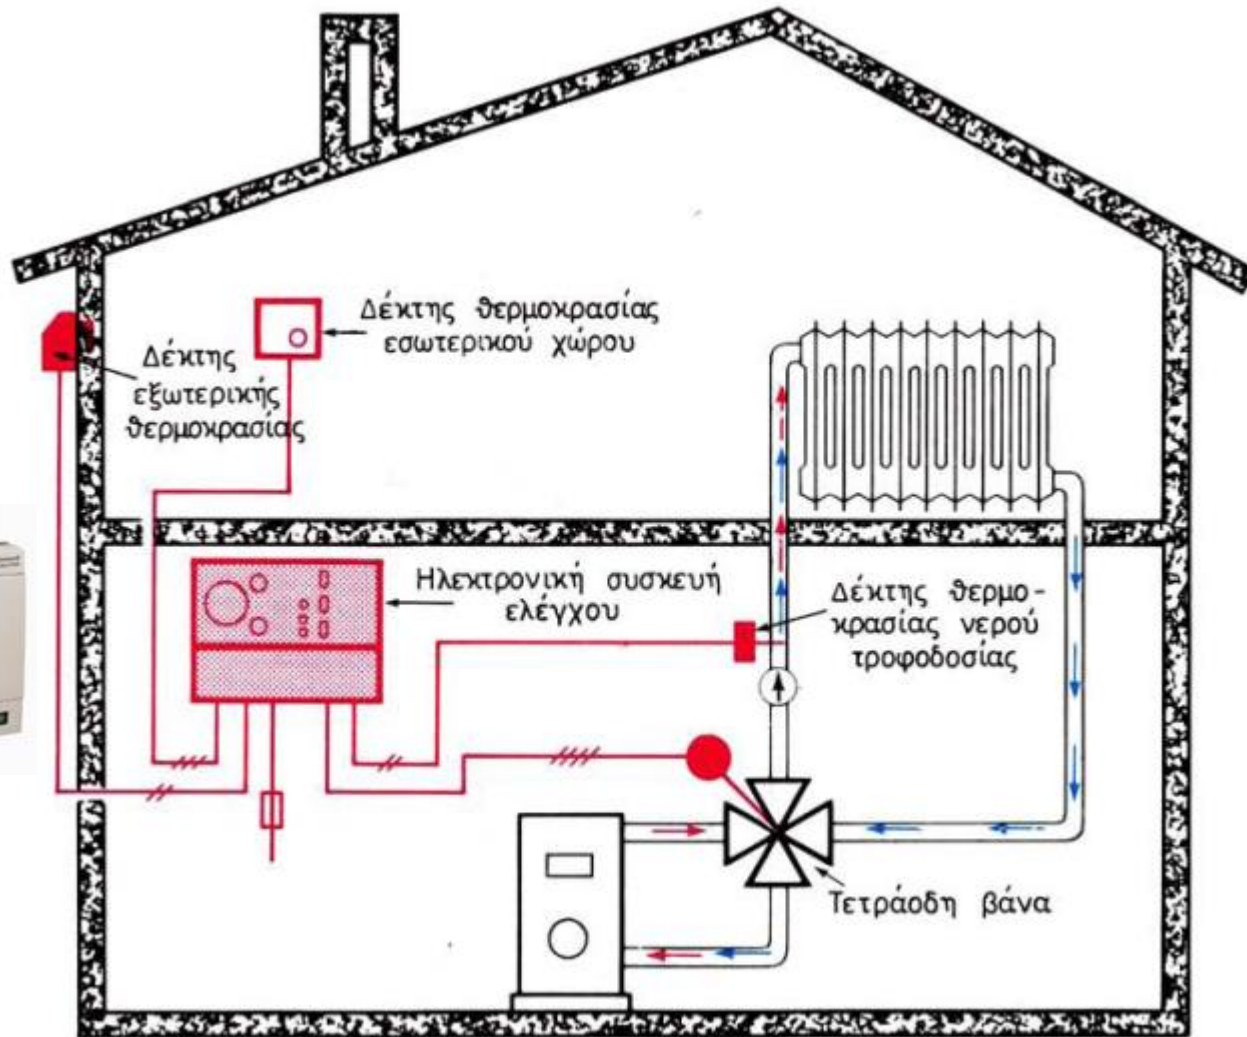 Δέκτης θερμοκρασίας
εσωτερικού χώρου
Δέκτης
εξωτερικής
θερμοκρασίας
Ηλεκτρονική συσκευή
ελέγχου
Δέκτης θερμο-
κρασίας νερού
τροφοδοσίας
Τετράοδη βάνα